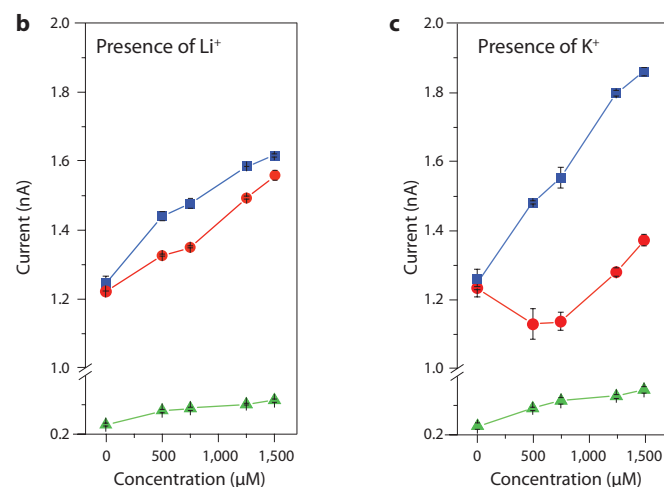 b
Presence of Li⁺
2.0
1.8
1.6
1.4
1.2
1.0
0.2
Current (nA)
0
500
1,000
1,500
Concentration (µM)
c
Presence of K⁺
2.0
1.8
1.6
1.4
1.2
1.0
0.2
Current (nA)
0
500
1,000
1,500
Concentration (µM)